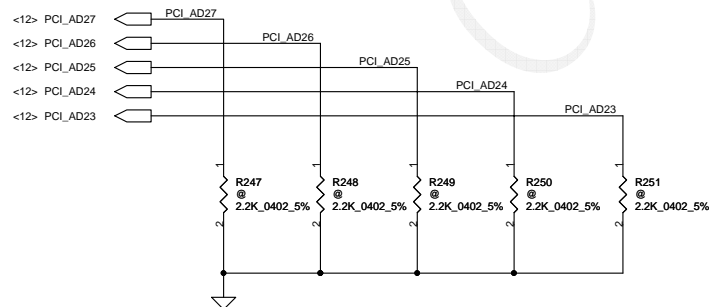 <12> PCI_AD27 PCI_AD27
<12> PCI_AD26 PCI_AD26
<12> PCI_AD25 PCI_AD25
<12> PCI_AD24 PCI_AD24
<12> PCI_AD23 PCI_AD23
1 1 1 1 1
R247 R248 R249 R250 R251
@ @ @ @ @
2.2K_0402_5% 2.2K_0402_5% 2.2K_0402_5% 2.2K_0402_5% 2.2K_0402_5%
2 2 2 2 2